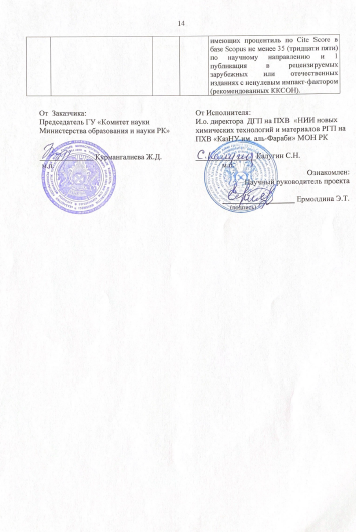 14
имеющих процентиль по Cite Score в
базе Scopus не менее 35 (тридцати пяти)
по научному направлению и 1
публикация в рецензируемых
зарубежных или отечественных
изданиях с ненулевым импакт-фактором
(рекомендованных ККСОН).
От Заказчика:
Председатель ГУ «Комитет науки
Министерства образования и науки РК»
Курмангалиева Ж.Д.
м.п.
От Исполнителя:
И.о. директора ДГП на ПХВ «НИИ новых
химических технологий и материалов РГП на
ПХВ «КазНУ им. аль-Фараби» МОН РК
С. Калугин Калугин С.Н.
м.п.
Ознакомлен:
Научный руководитель проекта
Ермолдина Э.Т.
(подпись)